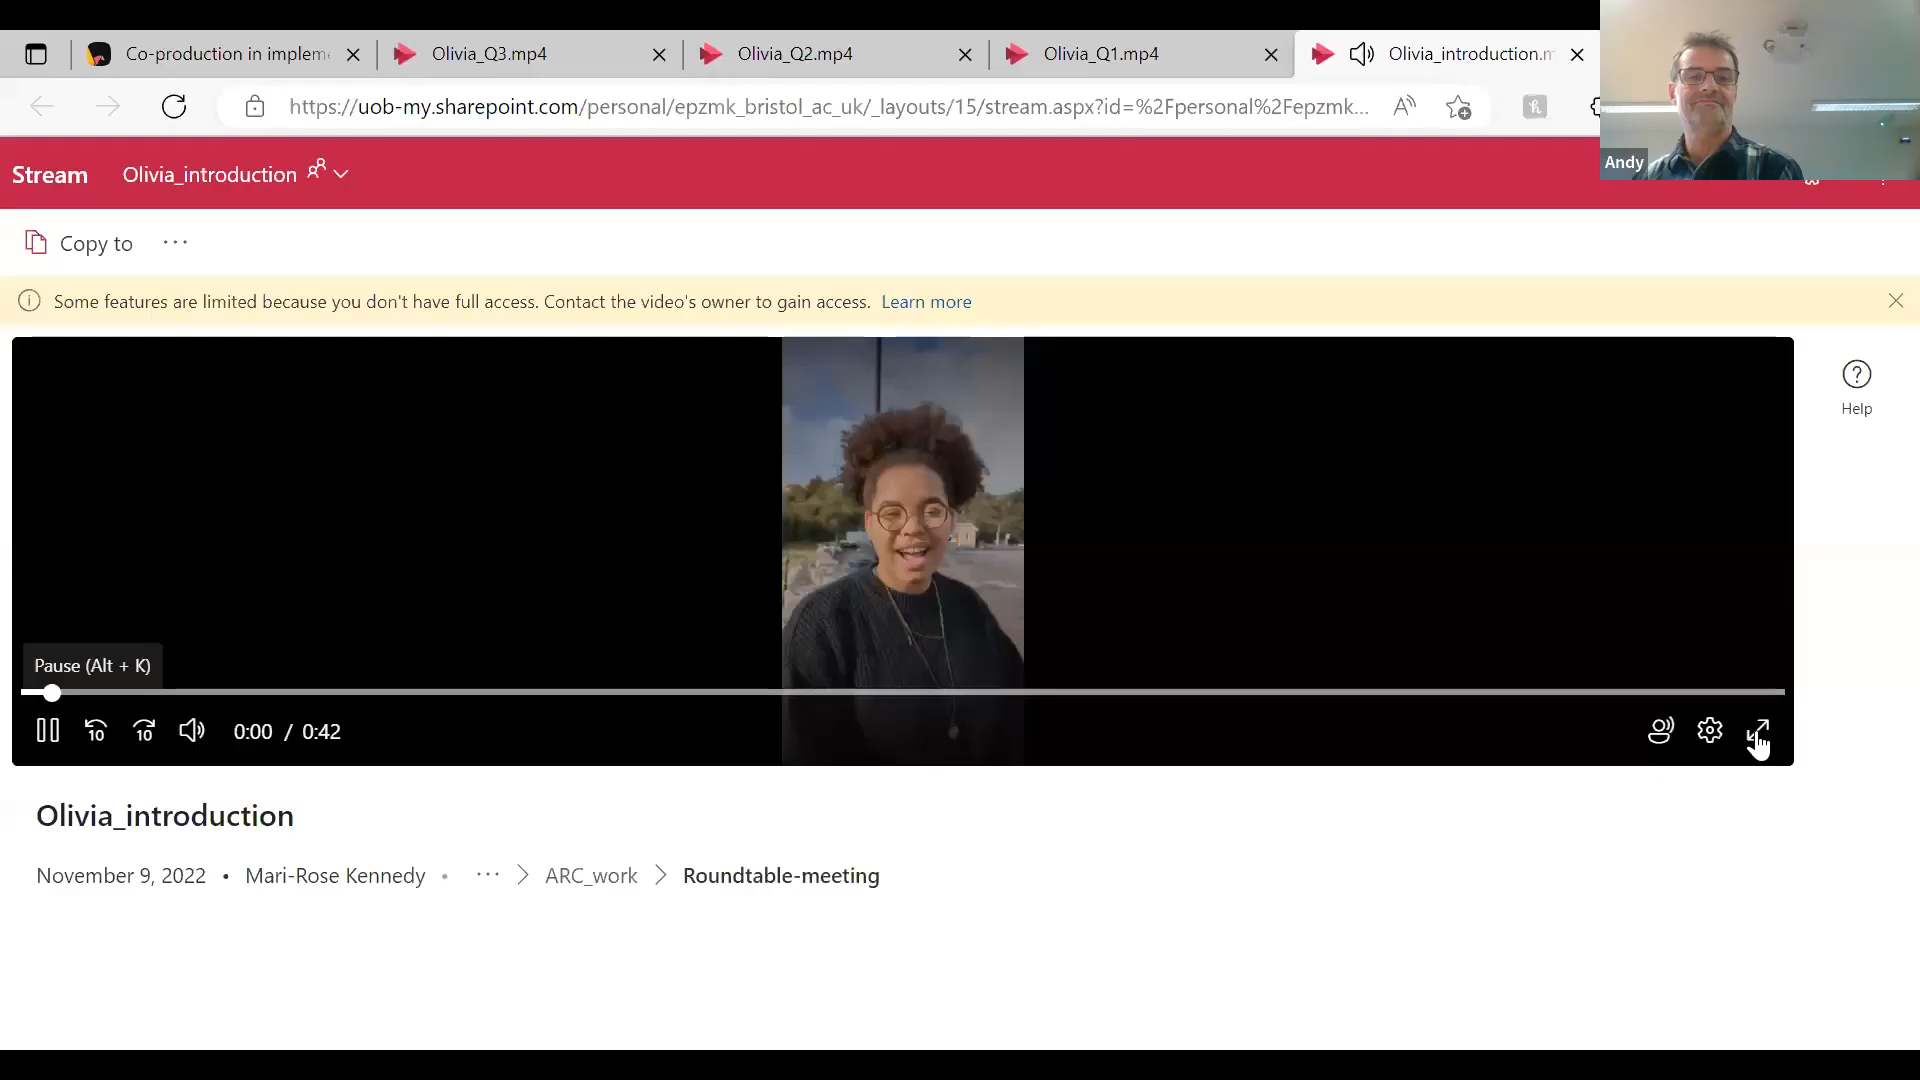 Co-production in implem
Olivia_Q3.mp4
Olivia_Q2.mp4
Olivia_Q1.mp4
Olivia_introduction.m
https://uob-my.sharepoint.com/personal/epzmk_bristol_ac_uk/_layouts/15/stream.aspx?id=%2Fpersonal%2Fepzmk...
Andy
Stream
Olivia_introduction
Copy to
Some features are limited because you don't have full access. Contact the video's owner to gain access. Learn more
Help
Pause (Alt + K)
10
10
0:00 / 0:42
Olivia_introduction
November 9, 2022 • Mari-Rose Kennedy • ... > ARC_work > Roundtable-meeting